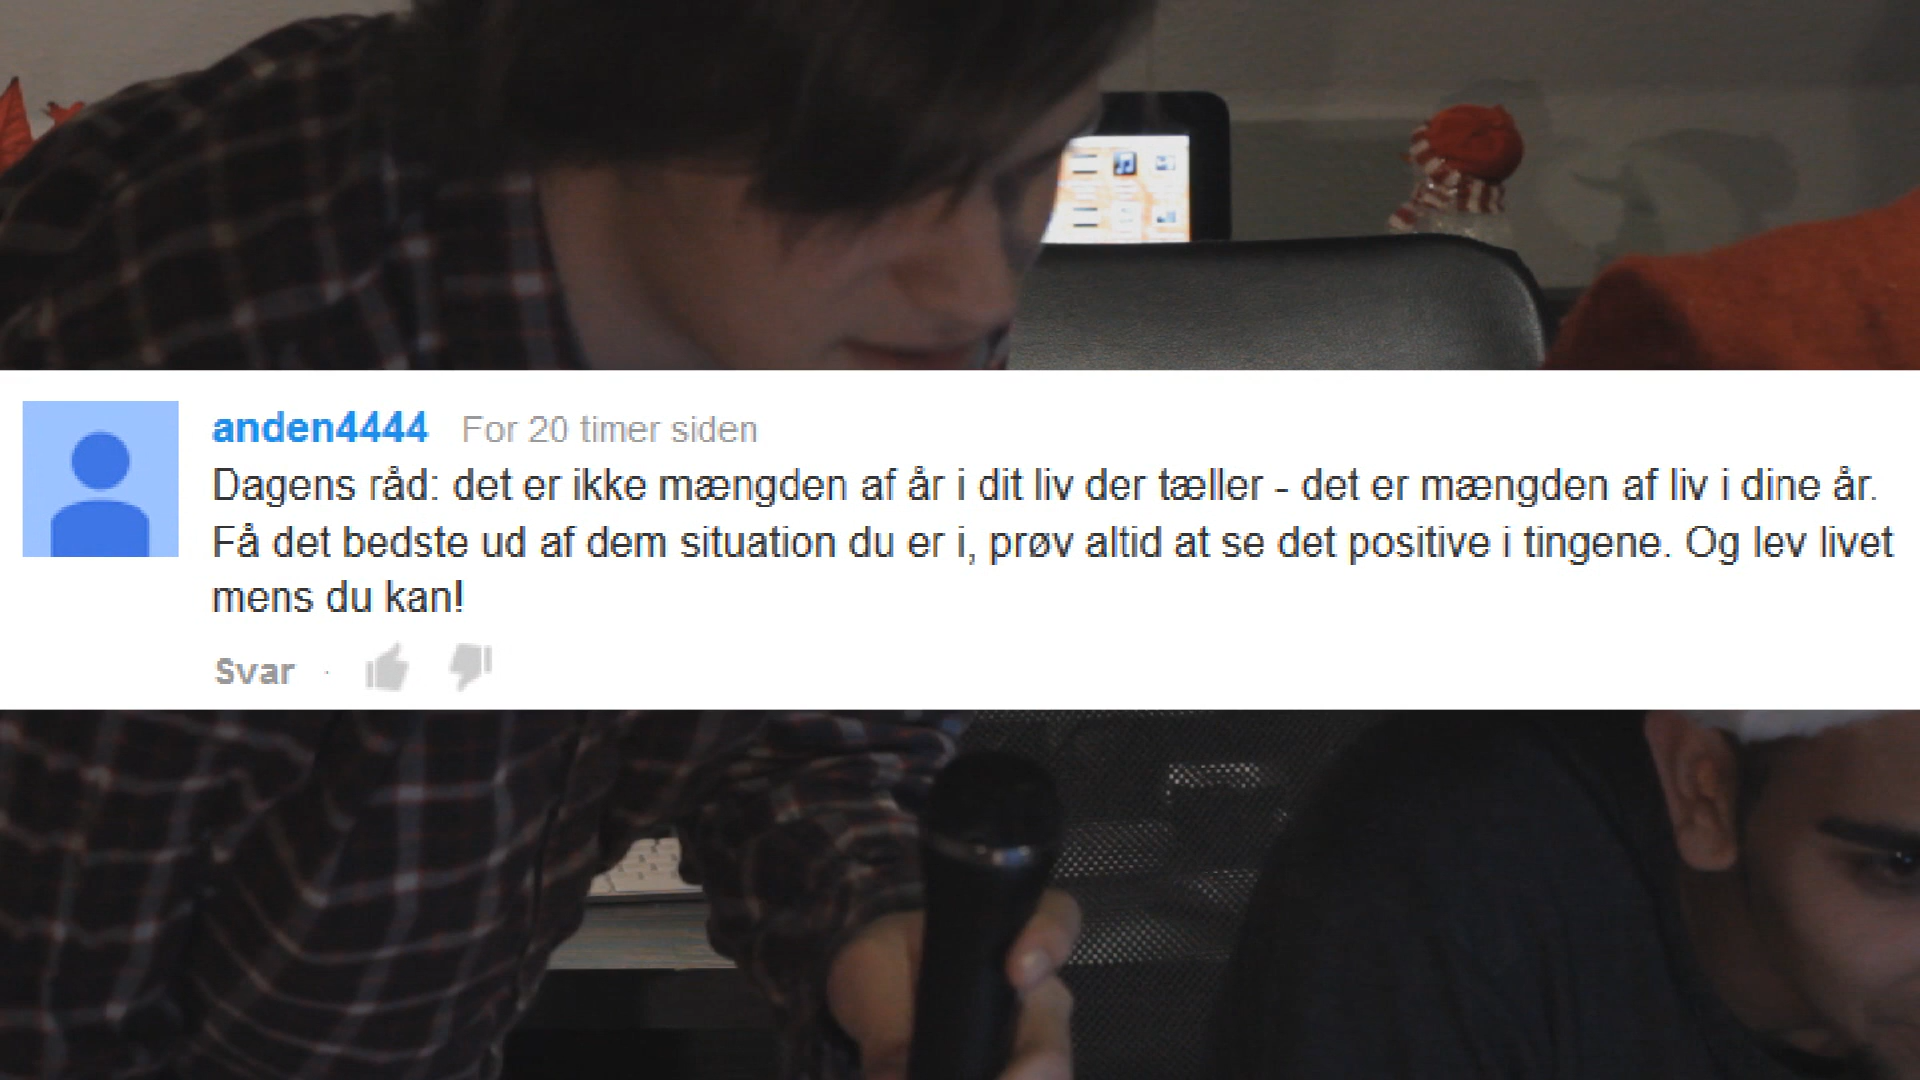 anden4444 For 20 timer siden
Dagens råd: det er ikke mængden af år i dit liv der tæller - det er mængden af liv i dine år.
Få det bedste ud af dem situation du er i, prøv altid at se det positive i tingene. Og lev livet
mens du kan!
Svar ·